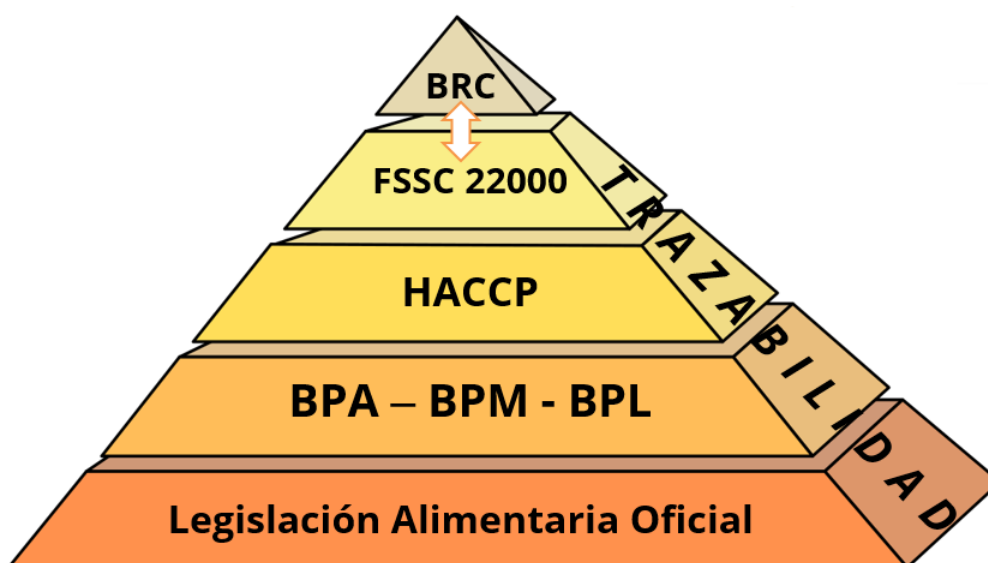 BRC
FSSC 22000
HACCP
BPA – BPM - BPL
Legislación Alimentaria Oficial
TRAZABILIDAD